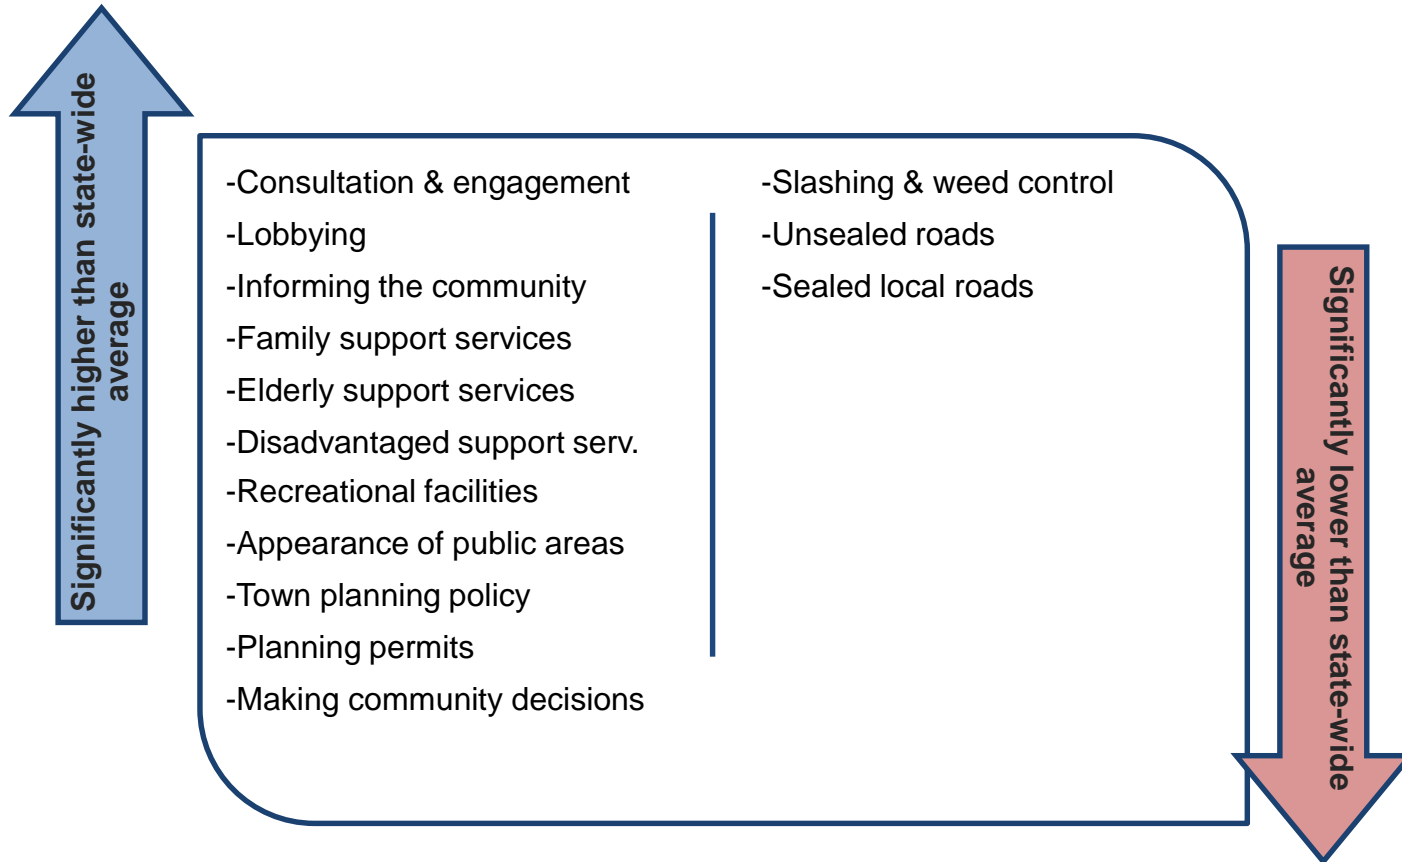 Significantly higher than state-wide
average
-Consultation & engagement
-Lobbying
-Informing the community
-Family support services
-Elderly support services
-Disadvantaged support serv.
-Recreational facilities
-Appearance of public areas
-Town planning policy
-Planning permits
-Making community decisions
-Slashing & weed control
-Unsealed roads
-Sealed local roads
Significantly lower than state-wide
average